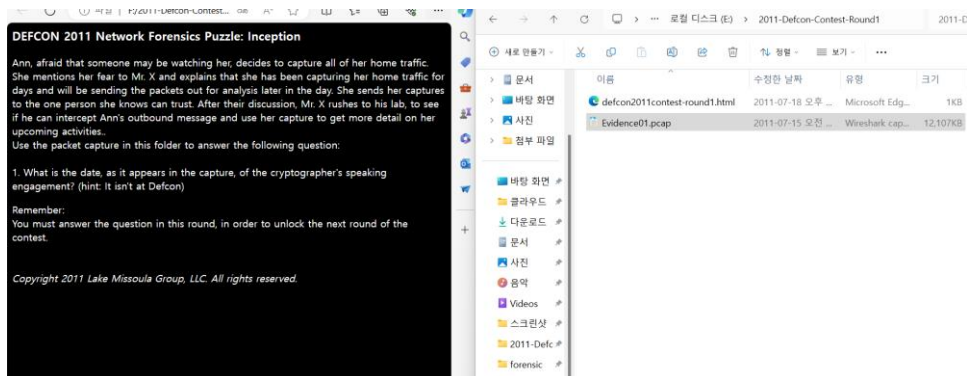 파일 F:/2011-Defcon-Contest...
DEFCON 2011 Network Forensics Puzzle: Inception
Ann, afraid that someone may be watching her, decides to capture all of her home traffic.
She mentions her fear to Mr. X and explains that she has been capturing her home traffic for
days and will be sending the packets out for analysis later in the day. She sends her captures
to the one person she knows can trust. After their discussion, Mr. X rushes to his lab, to see
if he can intercept Ann's outbound message and use her capture to get more detail on her
upcoming activities..
Use the packet capture in this folder to answer the following question:
1. What is the date, as it appears in the capture, of the cryptographer's speaking
engagement? (hint: It isn't at Defcon)
Remember:
You must answer the question in this round, in order to unlock the next round of the
contest.
Copyright 2011 Lake Missoula Group, LLC. All rights reserved.
로컬 디스크 (E:) > 2011-Defcon-Contest-Round1 2011-D
새로 만들기 정렬 보기
이름 수정한 날짜 유형 크기
defcon2011contest-round1.html 2011-07-18 오후 ... Microsoft Edg... 1KB
Evidence01.pcap 2011-07-15 오전 ... Wireshark cap... 12,107KB
문서
바탕 화면
사진
첨부 파일
바탕 화면
클라우드
다운로드
문서
사진
음악
Videos
스크린샷
2011-Defc
forensic